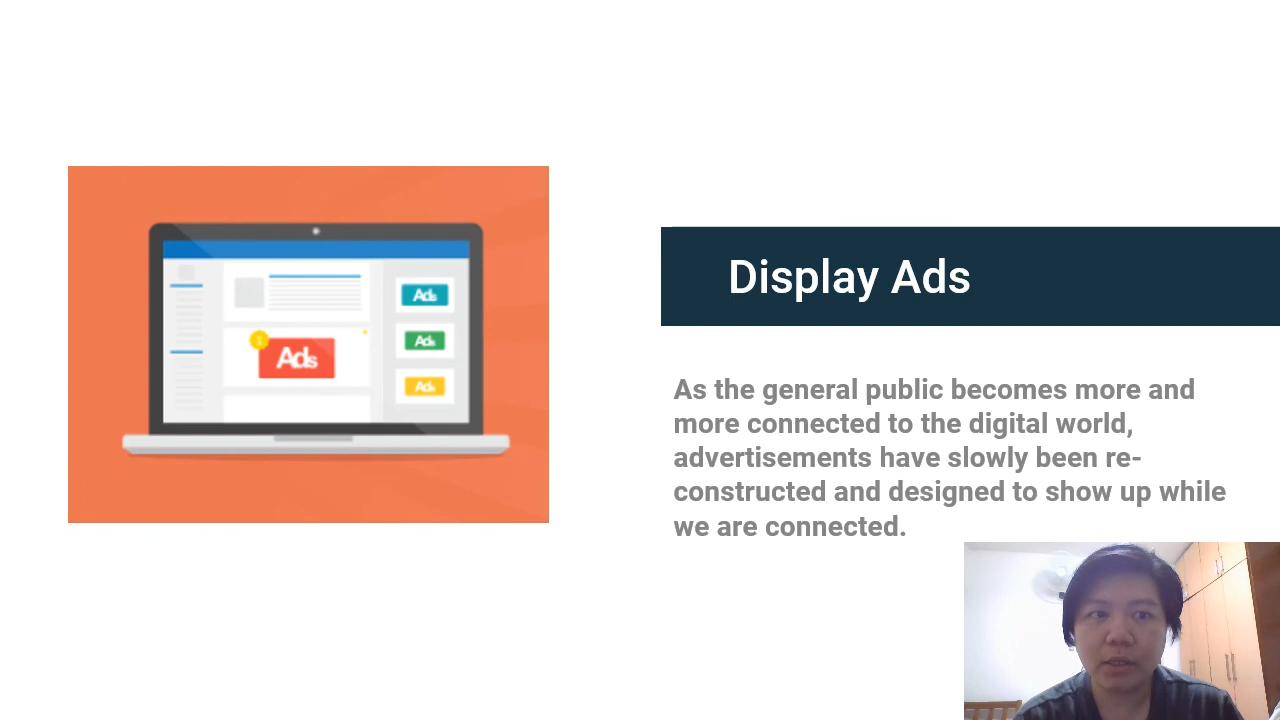 Display Ads
As the general public becomes more and
more connected to the digital world,
advertisements have slowly been re-
constructed and designed to show up while
we are connected.
Ads
Ads
1
Ads
Ads